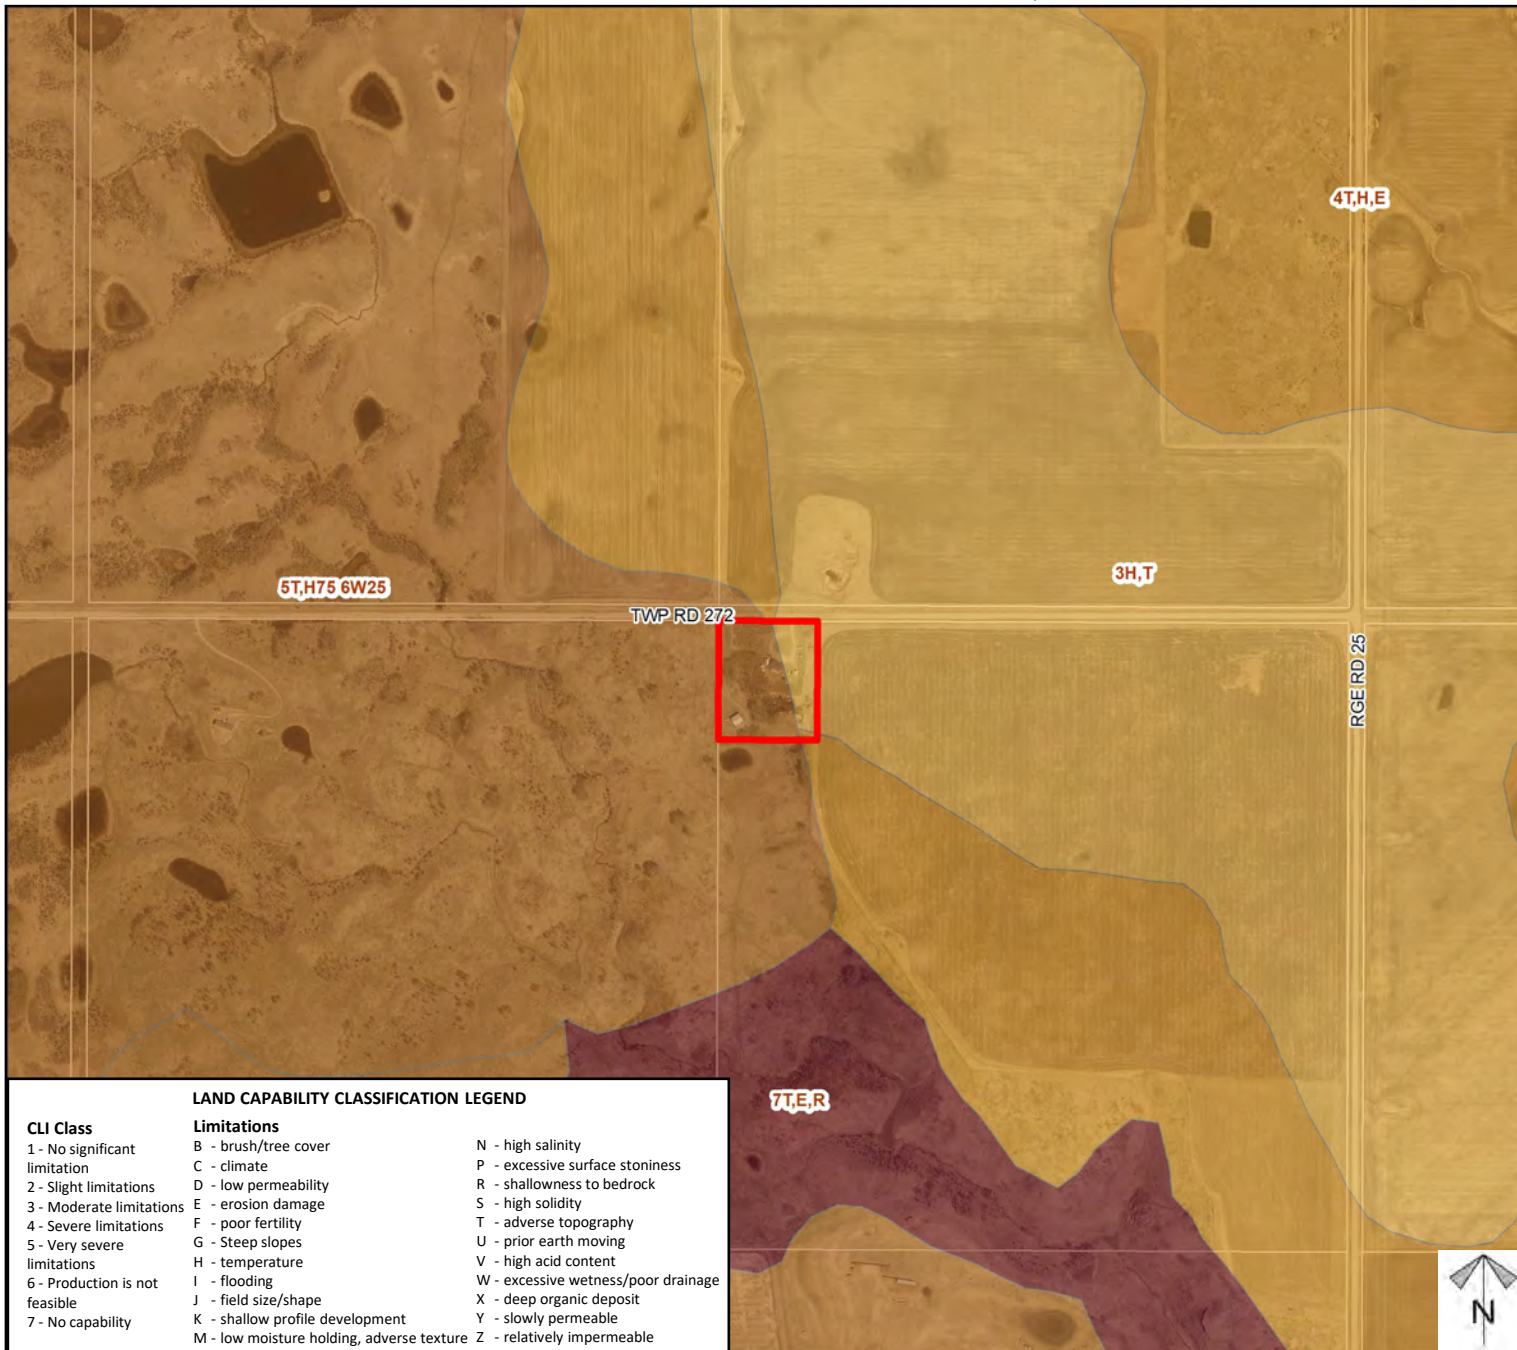 4T,H,E
3H,T
5T,H75 6W25
TWP RD 272
RGE RD 25
7T,E,R
LAND CAPABILITY CLASSIFICATION LEGEND
CLI Class
1 - No significant
limitation
2 - Slight limitations
3 - Moderate limitations
4 - Severe limitations
5 - Very severe
limitations
6 - Production is not
feasible
7 - No capability
Limitations
B - brush/tree cover
C - climate
D - low permeability
E - erosion damage
F - poor fertility
G - Steep slopes
H - temperature
I - flooding
J - field size/shape
K - shallow profile development
M - low moisture holding, adverse texture
N - high salinity
P - excessive surface stoniness
R - shallowness to bedrock
S - high solidity
T - adverse topography
U - prior earth moving
V - high acid content
W - excessive wetness/poor drainage
X - deep organic deposit
Y - slowly permeable
Z - relatively impermeable
N